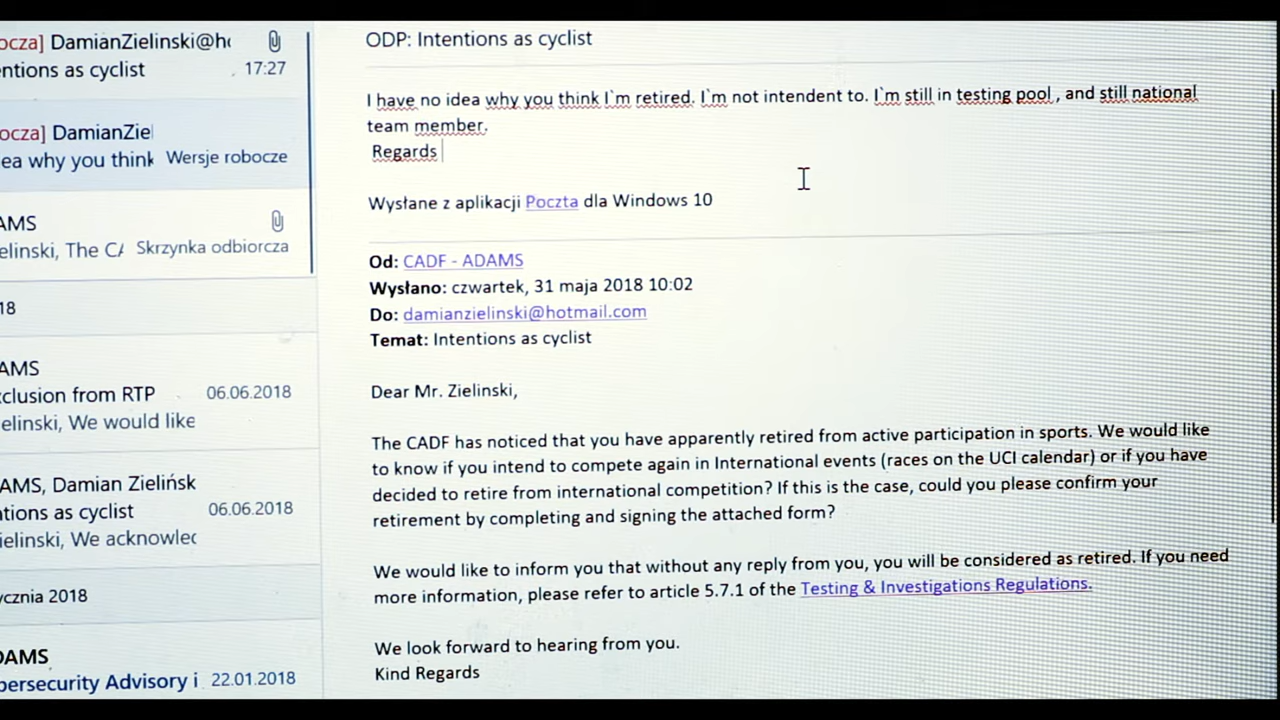 ocza] DamianZielinski@h
entions as cyclist 17:27
ocza] DamianZie
ea why you think Wersje robocze
AMS
elinski, The CA Skrzynka odbiorcza
18
AMS
clusion from RTP 06.06.2018
ielinski, We would like
AMS, Damian Zielińsk
ntions as cyclist 06.06.2018
ielinski, We acknowlec
ycznia 2018
DAMS
bersecurity Advisory i 22.01.2018
ODP: Intentions as cyclist
I have no idea why you think I`m retired. I`m not intendent to. I`m still in testing pool , and still national
team member.
Regards
Wysłane z aplikacji Poczta dla Windows 10
Od: CADF - ADAMS
Wysłano: czwartek, 31 maja 2018 10:02
Do: damianzielinski@hotmail.com
Temat: Intentions as cyclist
Dear Mr. Zielinski,
The CADF has noticed that you have apparently retired from active participation in sports. We would like
to know if you intend to compete again in International events (races on the UCI calendar) or if you have
decided to retire from international competition? If this is the case, could you please confirm your
retirement by completing and signing the attached form?
We would like to inform you that without any reply from you, you will be considered as retired. If you need
more information, please refer to article 5.7.1 of the Testing & Investigations Regulations.
We look forward to hearing from you.
Kind Regards